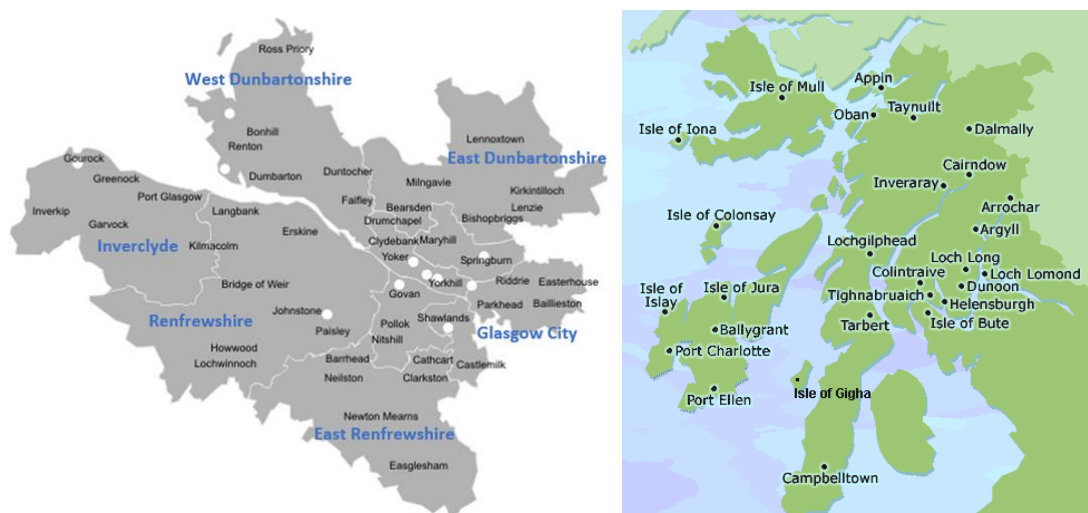 Ross Priory
West Dunbartonshire
Bonhill
Renton
Dumbarton
Duntocher
Faifley
Lennoxtown
East Dunbartonshire
Milngavie
Kirkintilloch
Lenzie
Bearsden
Bishopbriggs
Drumchapel
Clydebank
Maryhill
Yoker
Springburn
Gourock
Greenock
Port Glasgow
Inverkip
Garvock
Inverclyde
Langbank
Erskine
Kilmacolm
Bridge of Weir
Renfrewshire
Johnstone
Paisley
Howwood
Lochwinnoch
Yorkhill
Riddrie
Easterhouse
Govan
Parkhead
Baillieston
Pollok
Shawlands
Glasgow City
Nitshill
Barrhead
Cathcart
Castlemilk
Neilston
Clarkston
Newton Mearns
East Renfrewshire
Easglesham
Isle of Mull
Appin
Oban
Taynuilt
Isle of Iona
Dalmally
Cairndow
Inveraray
Arrochar
Isle of Colonsay
Argyll
Lochgilphead
Loch Long
Colintraive
Loch Lomond
Isle of
Islay
Isle of Jura
Dunoon
Tighnabruaich
Helensburgh
Tarbert
Isle of Bute
Ballygrant
Port Charlotte
Port Ellen
Isle of Gigha
Campbelltown